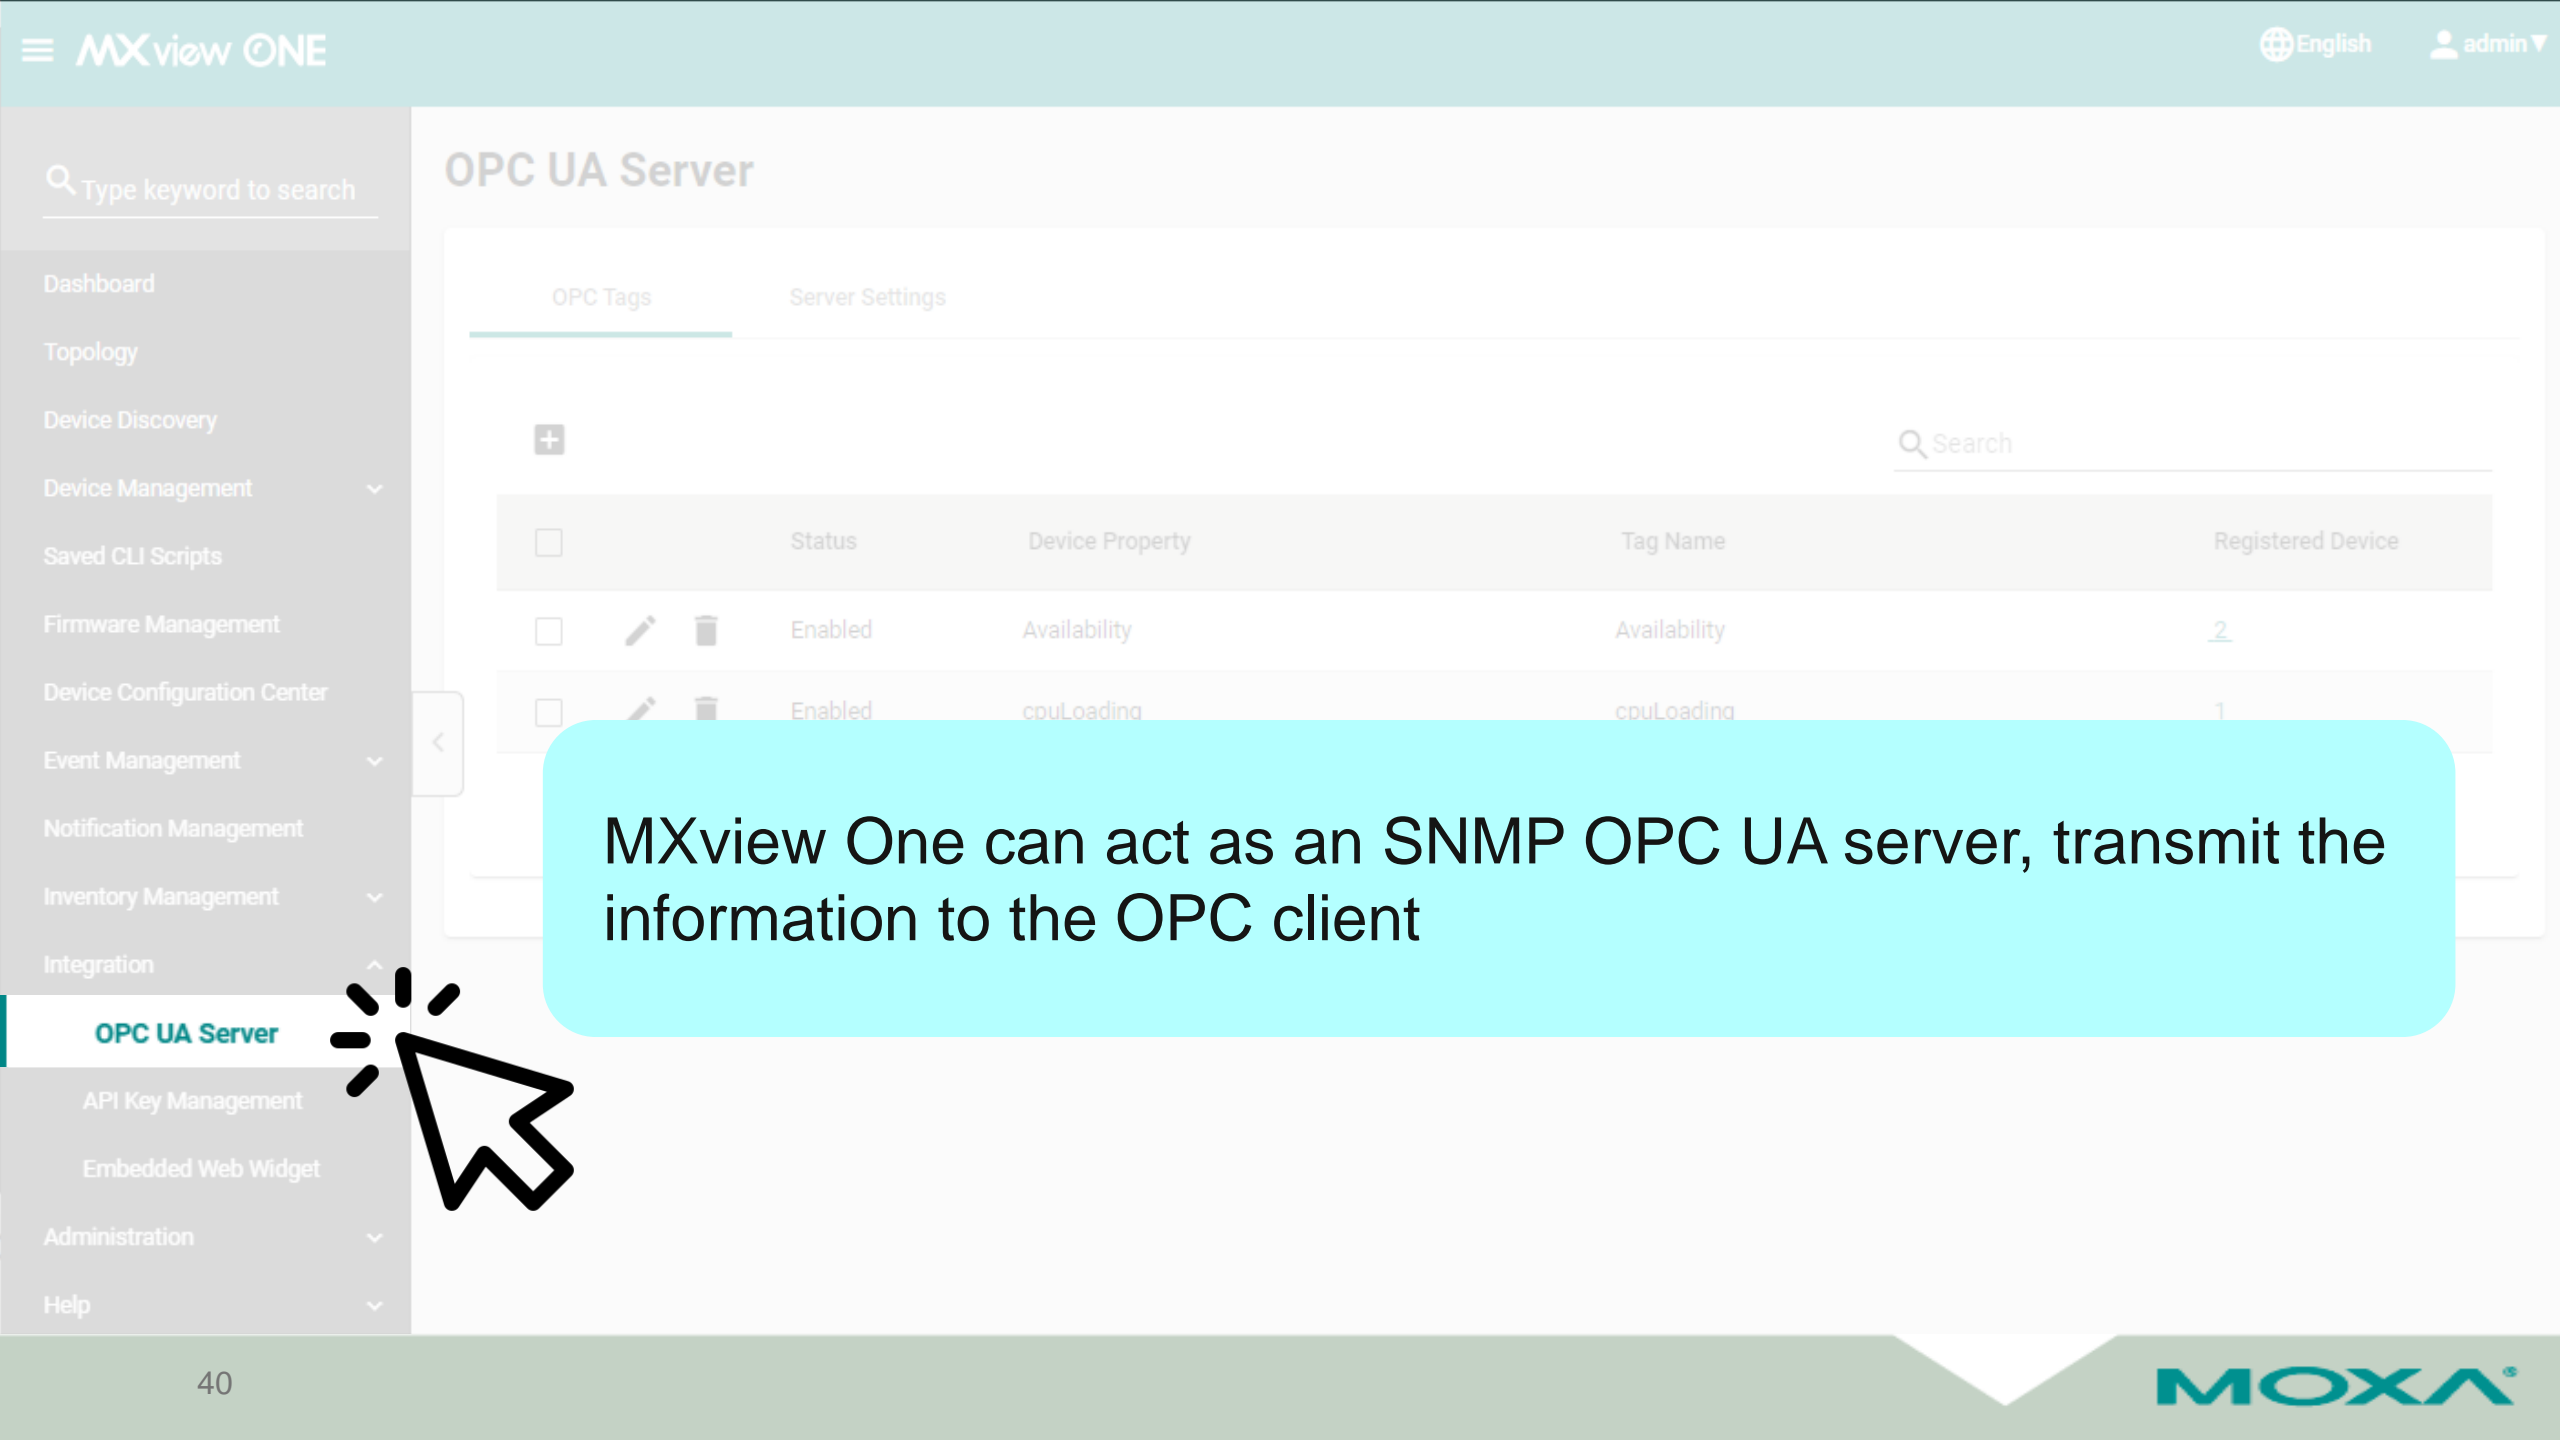 MXview ONE
English
admin
Type keyword to search
Dashboard
Topology
Device Discovery
Device Management
Saved CLI Scripts
Firmware Management
Device Configuration Center
Event Management
Notification Management
Inventory Management
Integration
OPC UA Server
API Key Management
Embedded Web Widget
Administration
Help
OPC UA Server
OPC Tags Server Settings
Search
Status Device Property Tag Name Registered Device
Enabled Availability Availability 2
Enabled cpuLoading cpuLoading 1
MXview One can act as an SNMP OPC UA server, transmit the
information to the OPC client
40
MOXA®